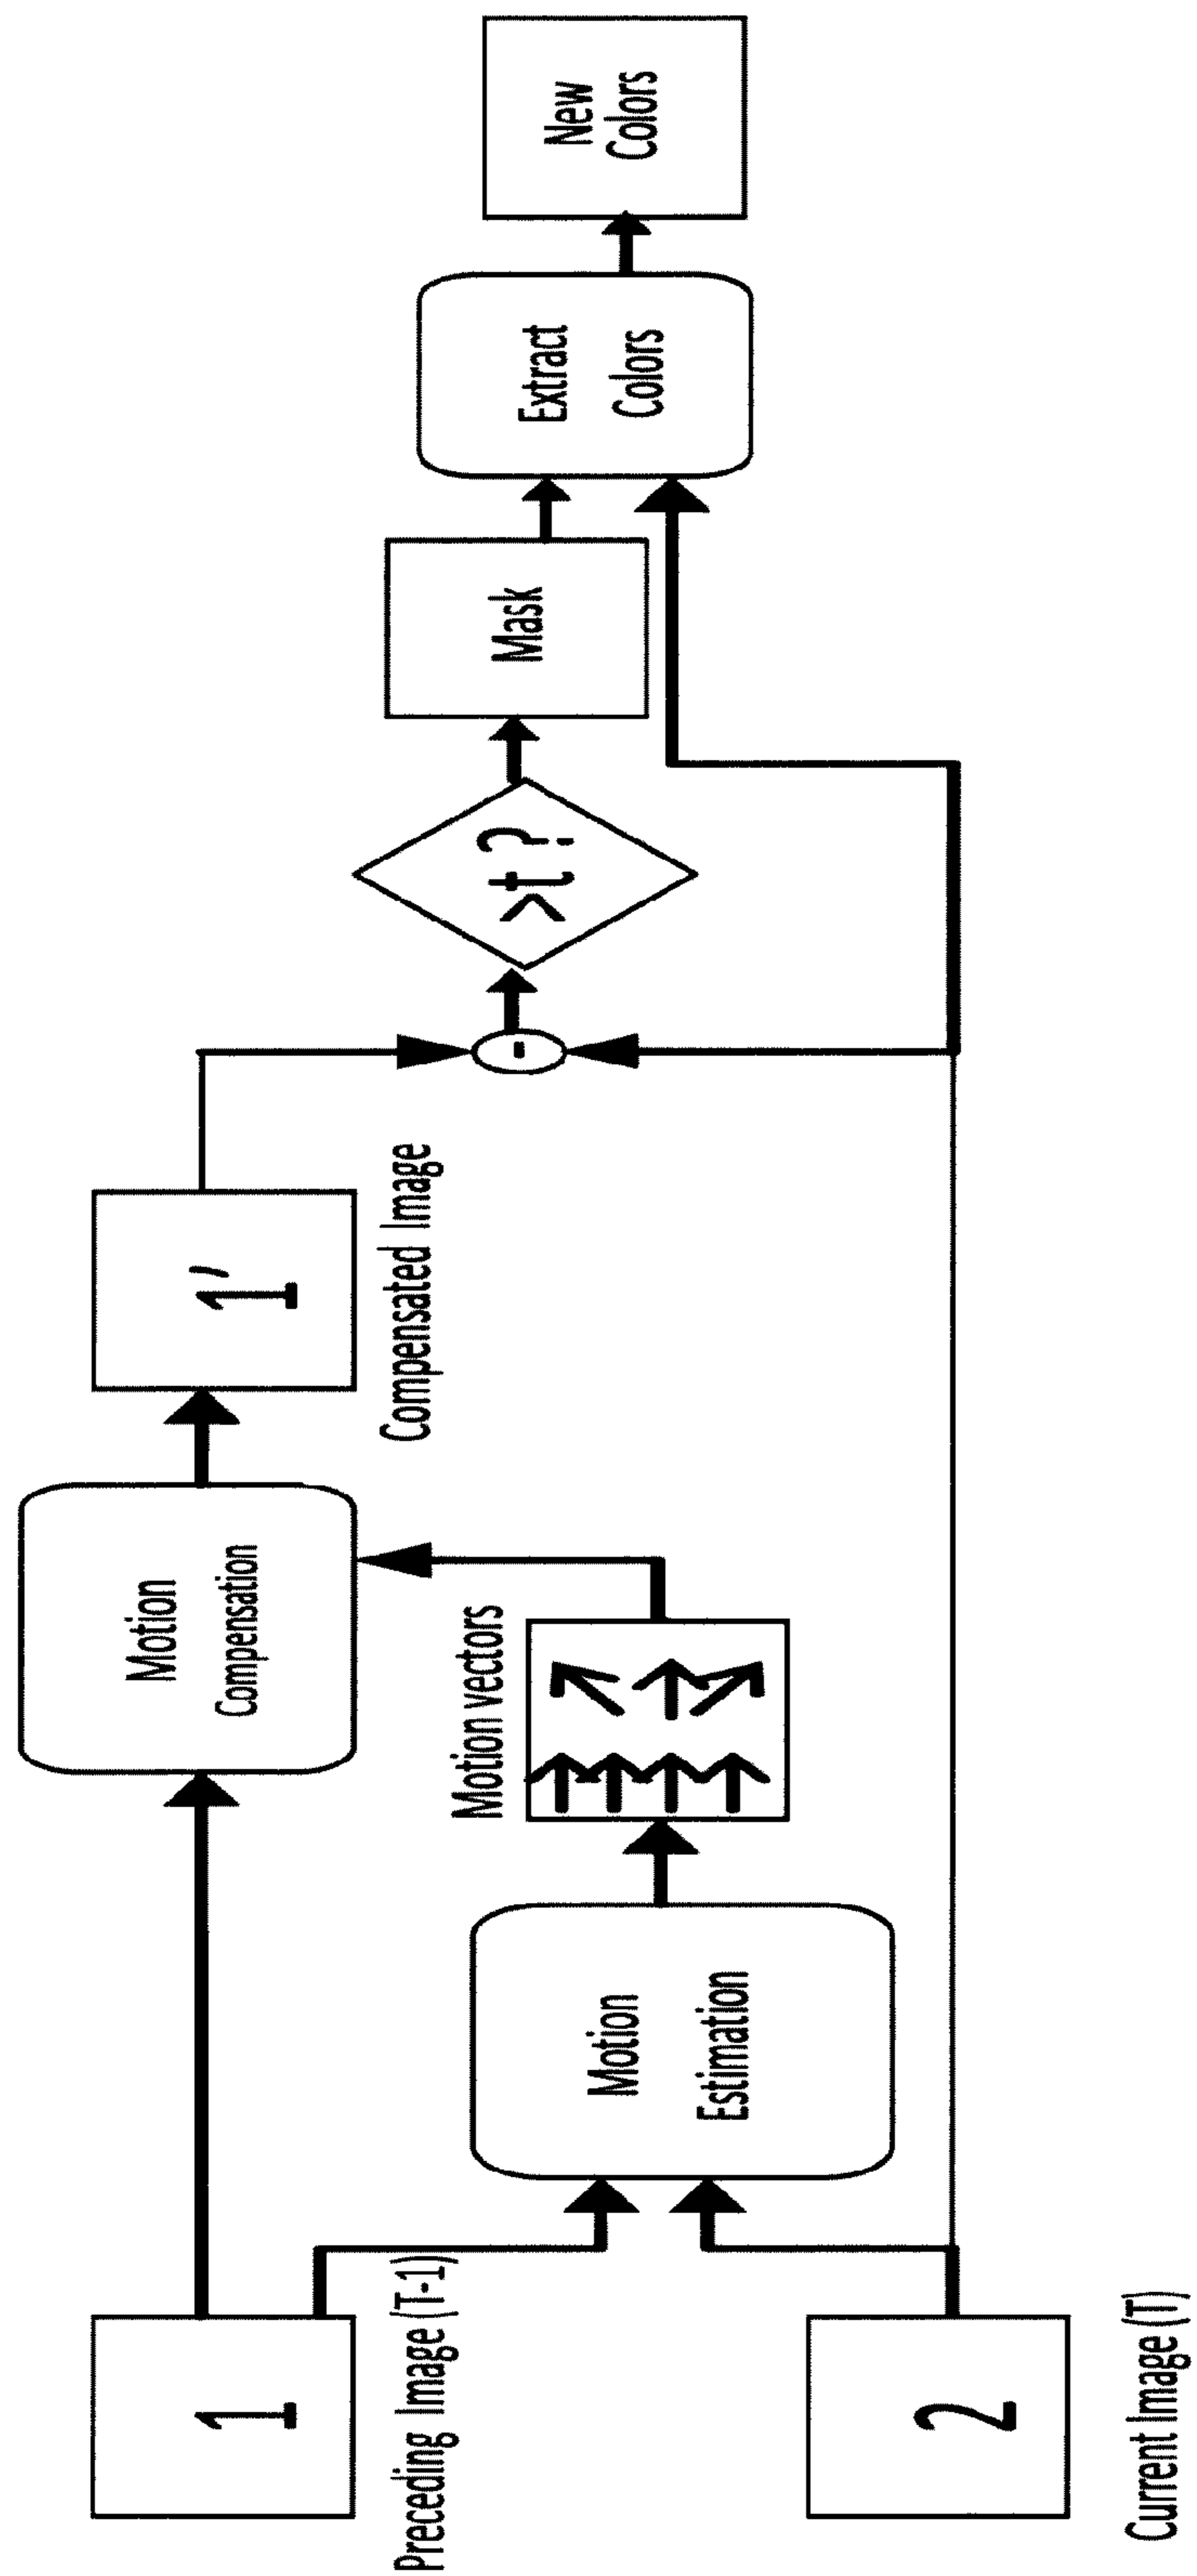 1
Preceding Image (T-1)
2
Current Image (T)
Motion
Estimation
Motion vectors
Motion
Compensation
1'
Compensated Image
-
>t ?
Mask
Extract
Colors
New
Colors